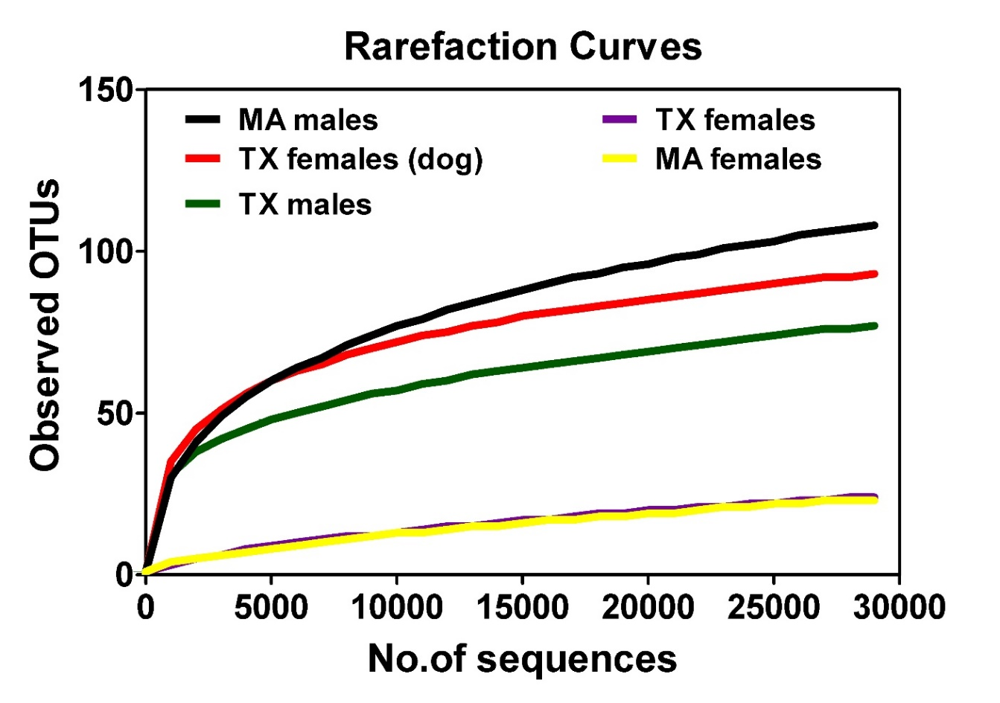 Rarefaction Curves
150
MA males
TX females
TX females (dog)
MA females
TX males
100
50
0
Observed OTUs
0 5000 10000 15000 20000 25000 30000
No.of sequences